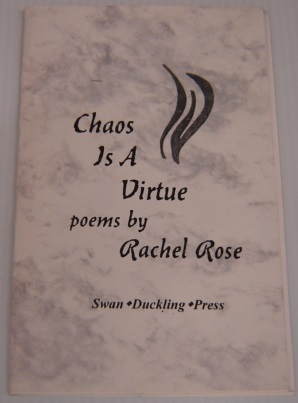 Chaos
Is A
Virtue
poems by
Rachel Rose
Swan◆Duckling◆Press